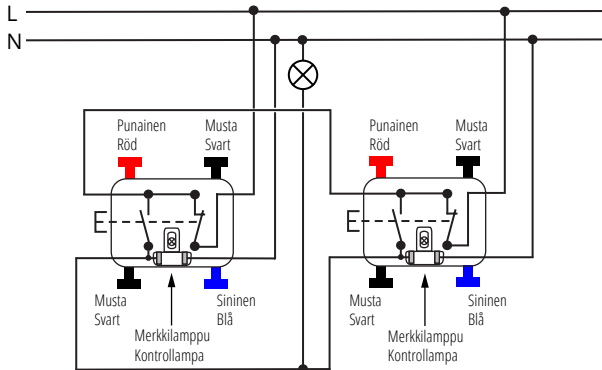 L
N
Punainen
Röd
Musta
Svart
Punainen
Röd
Musta
Svart
Musta
Svart
Sininen
Blå
Merkkilamppu
Kontrollampa
Musta
Svart
Sininen
Blå
Merkkilamppu
Kontrollampa